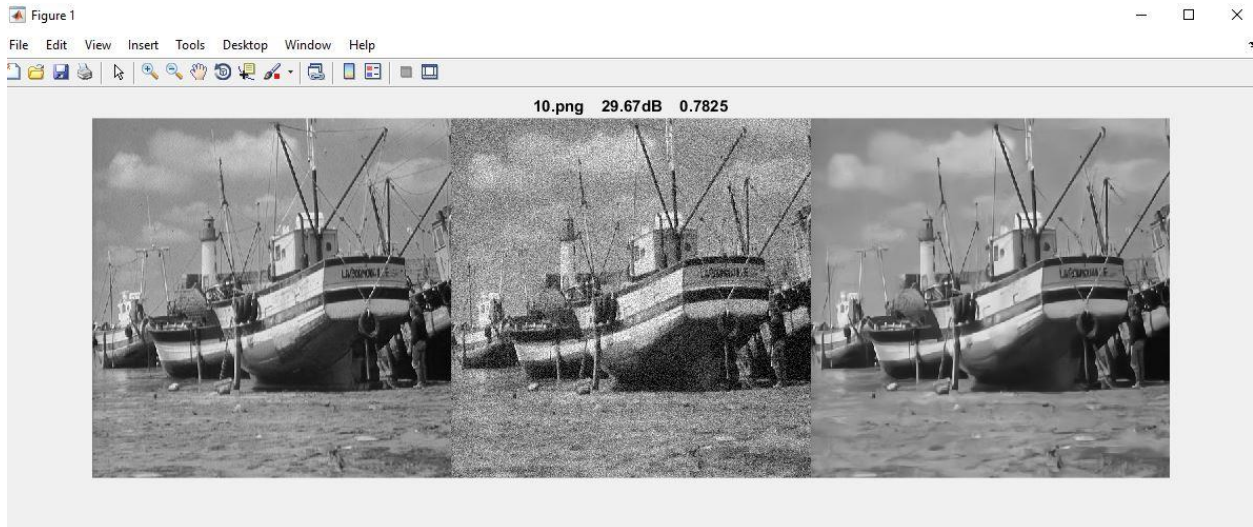 Figure 1
File Edit View Insert Tools Desktop Window Help
10.png 29.67dB 0.7825